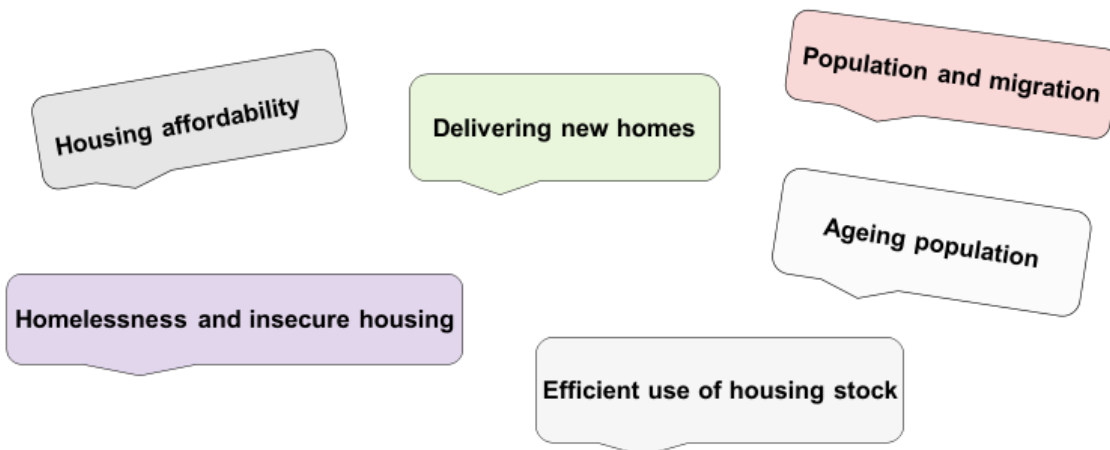 Housing affordability
Delivering new homes
Population and migration
Ageing population
Homelessness and insecure housing
Efficient use of housing stock